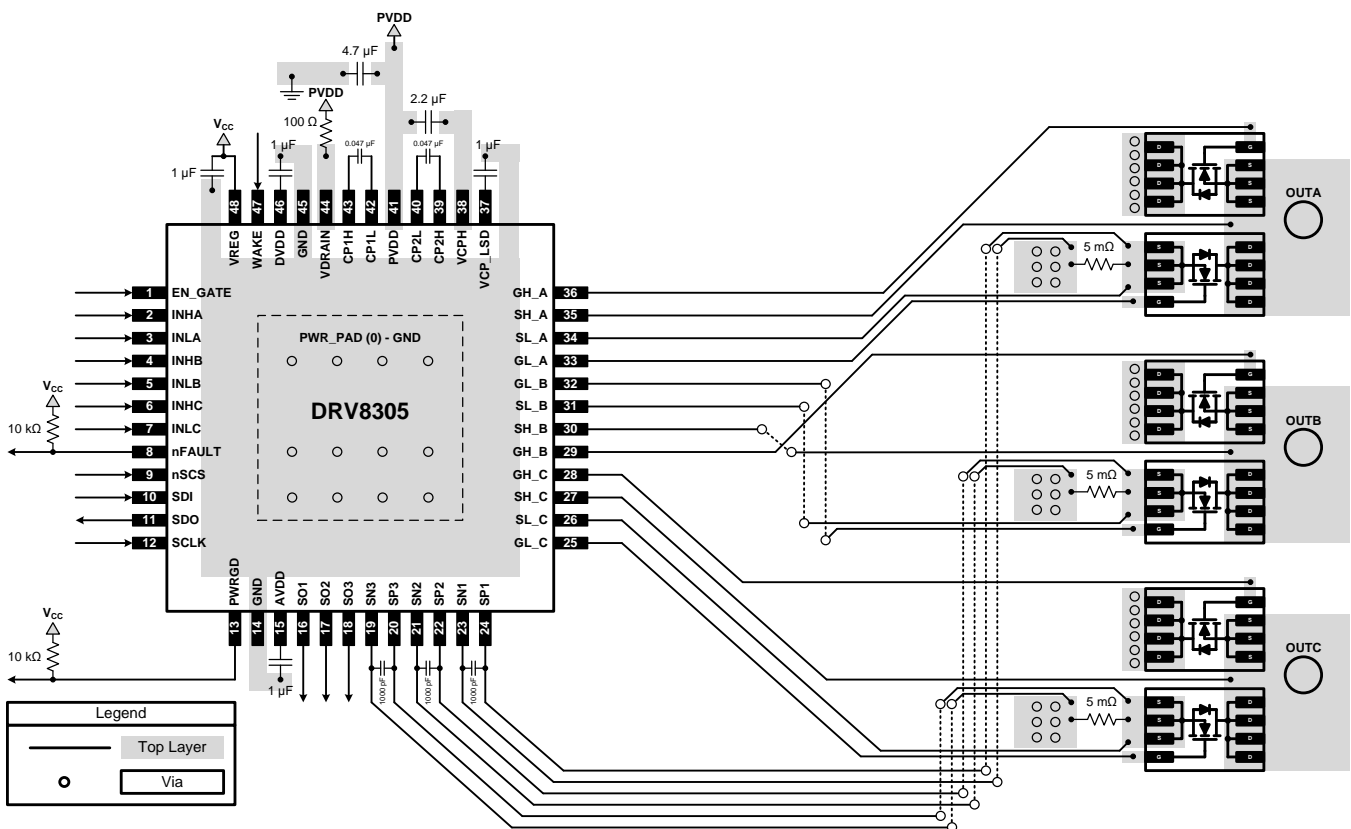 PVDD
4.7 µF
PVDD
2.2 µF
100 Ω
VCC
1 µF
1 µF
0.047 µF
0.047 µF
1 µF
48 47 46 45 44 43 42 41 40 39 38 37
VREG WAKE DVDD GND VDRAIN CP1H CP1L PVDD CP2L CP2H VCPH VCP_LSD
1 EN_GATE
2 INHA
3 INLA
4 INHB
5 INLB
6 INHC
7 INLC
8 nFAULT
9 nSCS
10 SDI
11 SDO
12 SCLK
VCC
10 kΩ
PWR_PAD (0) - GND
DRV8305
GH_A 36
SH_A 35
SL_A 34
GL_A 33
GL_B 32
SL_B 31
SH_B 30
GH_B 29
GH_C 28
SH_C 27
SL_C 26
GL_C 25
PWRGD GND AVDD SO1 SO2 SO3 SN3 SP3 SN2 SP2 SN1 SP1
13 14 15 16 17 18 19 20 21 22 23 24
VCC
10 kΩ
1 µF
1000 pF
1000 pF
1000 pF
D G
D S
D S
D S
OUTA
5 mΩ
S D
S D
S D
G D
D G
D S
D S
D S
OUTB
5 mΩ
S D
S D
S D
G D
D G
D S
D S
D S
OUTC
5 mΩ
S D
S D
S D
G D
Legend
Top Layer
Via